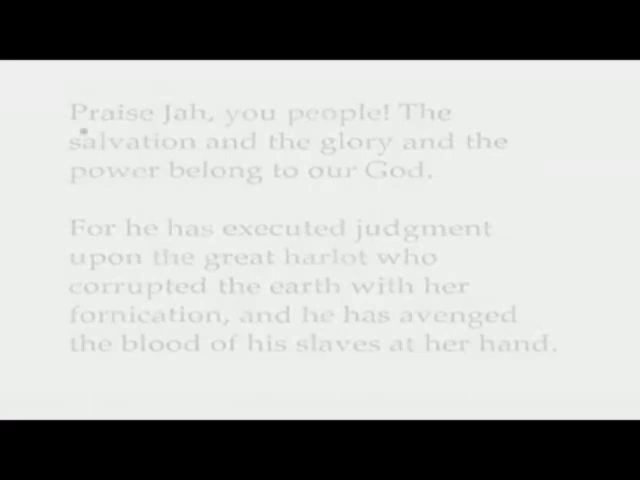 Praise Jah, you people! The
salvation and the glory and the
power belong to our God.
For he has executed judgment
upon the great harlot who
corrupted the earth with her
fornication, and he has avenged
the blood of his slaves at her hand.